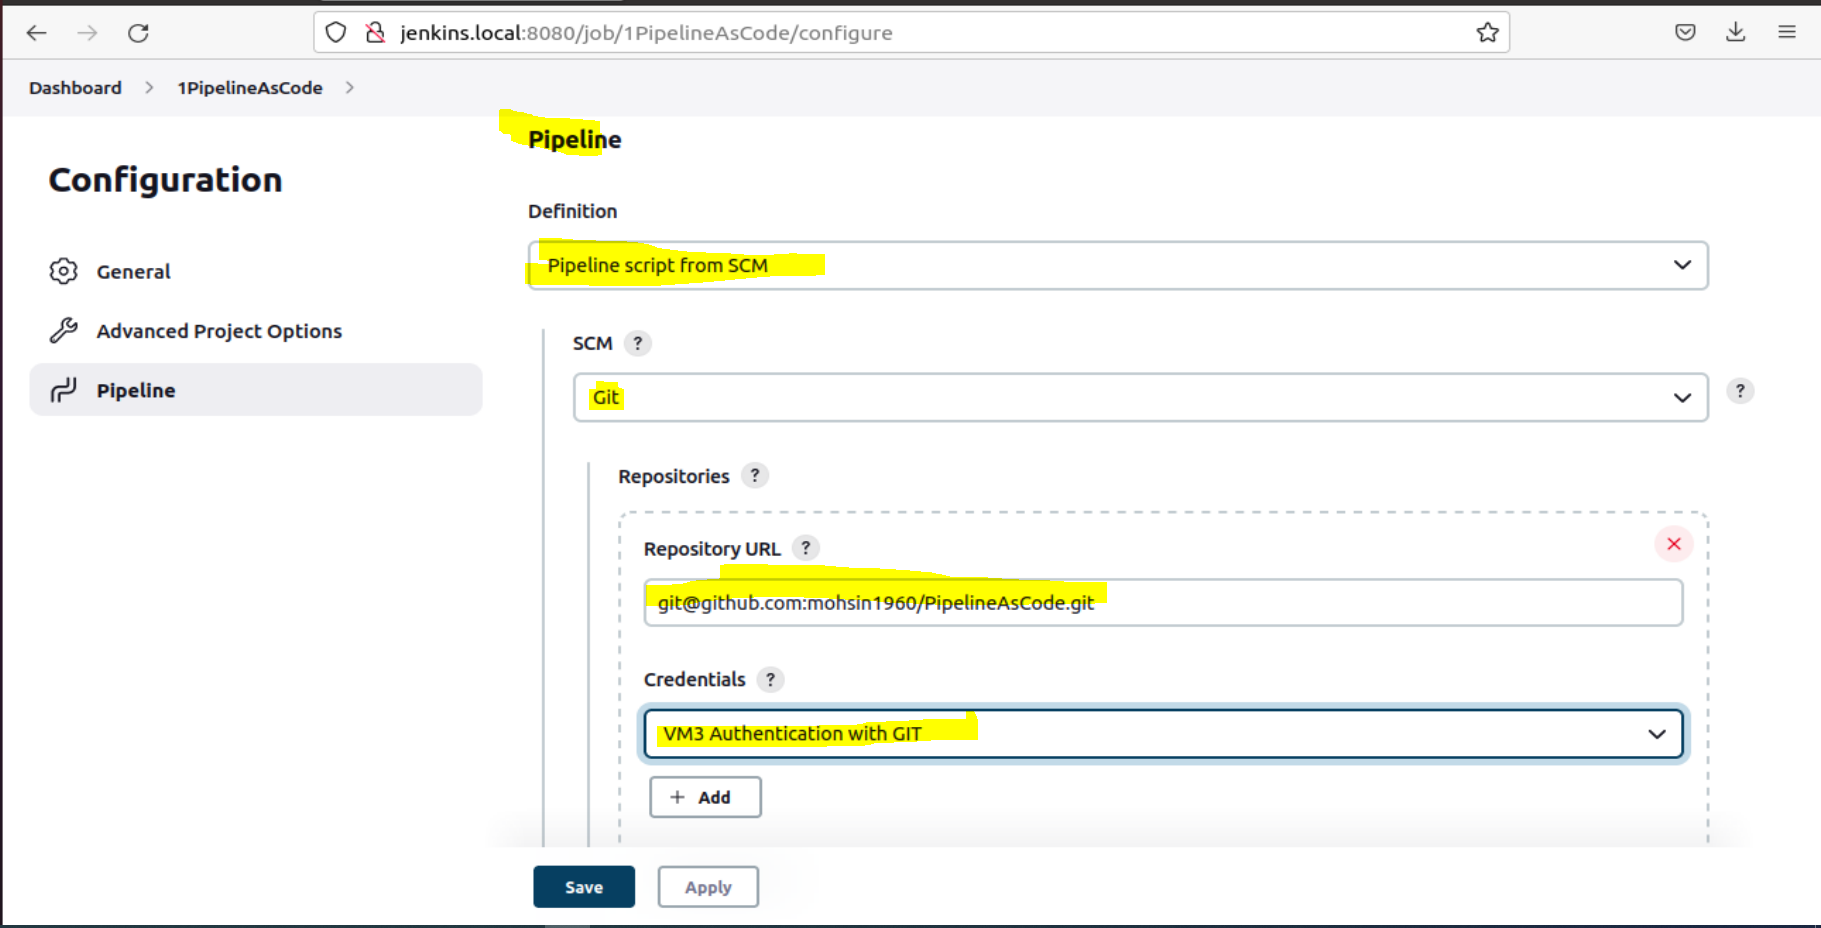 jenkins.local:8080/job/1PipelineAsCode/configure
Dashboard > 1PipelineAsCode >
Configuration
General
Advanced Project Options
Pipeline
Pipeline
Definition
Pipeline script from SCM
SCM ?
Git
?
Repositories ?
Repository URL ?
git@github.com:mohsin1960/PipelineAsCode.git
Credentials ?
VM3 Authentication with GIT
+ Add
Save Apply